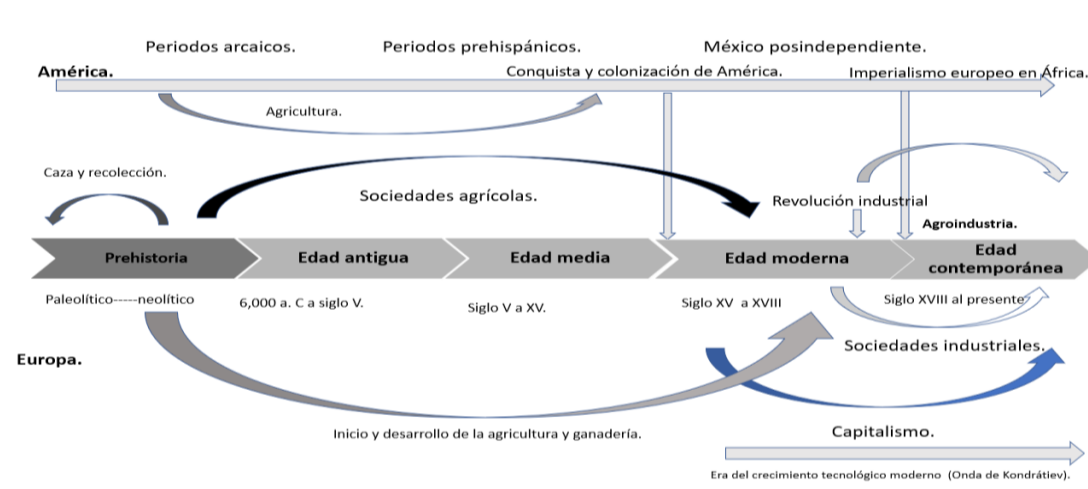 Periodos arcaicos.
Periodos prehispánicos.
México posindependiente.
América.
Conquista y colonización de América.
Imperialismo europeo en África.
Agricultura.
Caza y recolección.
Sociedades agrícolas.
Revolución industrial
Agroindustria.
Prehistoria
Edad antigua
Edad media
Edad moderna
Edad
contemporánea
Paleolítico-----neolítico
6,000 a. C a siglo V.
Siglo V a XV.
Siglo XV a XVIII
Siglo XVIII al presente
Europa.
Sociedades industriales.
Inicio y desarrollo de la agricultura y ganadería.
Capitalismo.
Era del crecimiento tecnológico moderno (Onda de Kondrátiev).